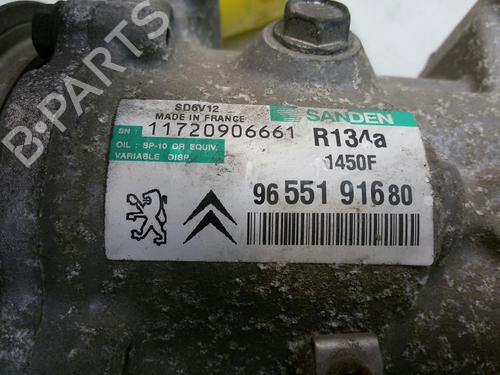 SD6V12
MADE IN FRANCE
SANDEN
SN: 11720906661
R134a
OIL: SP-10 OR EQUIV.
VARIABLE DISP.
1450F
96 551 916 80
B-Parts